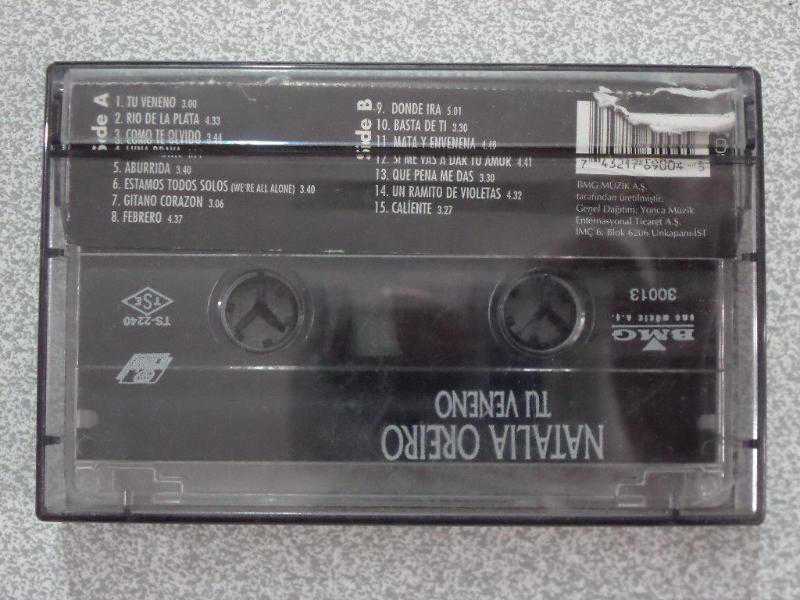 Side A
1. TU VENENO 3.00
2. RIO DE LA PLATA 4.33
3. COMO TE OLVIDO 3.44
5. ABURRIDA 3.40
6. ESTAMOS TODOS SOLOS (WE'RE ALL ALONE) 3.40
7. GITANO CORAZON 3.06
8. FEBRERO 4.37
Side B
9. DONDE IRA 5.01
10. BASTA DE TI 3.30
11. MATA Y ENVENENA
12. SI ME VAS A DAR TU AMOR 4.41
13. QUE PENA ME DAS 3.30
14. UN RAMITO DE VIOLETAS 4.32
15. CALIENTE 3.27
BMG MÜZİK A.Ş.
tarafından üretilmiştir.
Genel Dağıtım: Yonca Müzik
Enternasyonal Ticaret A.Ş.
İMÇ 6. Blok 6206 Unkapanı-İST
TSE
TS-2240
30013
BMG
NATALIA OREIRO
TU VENENO